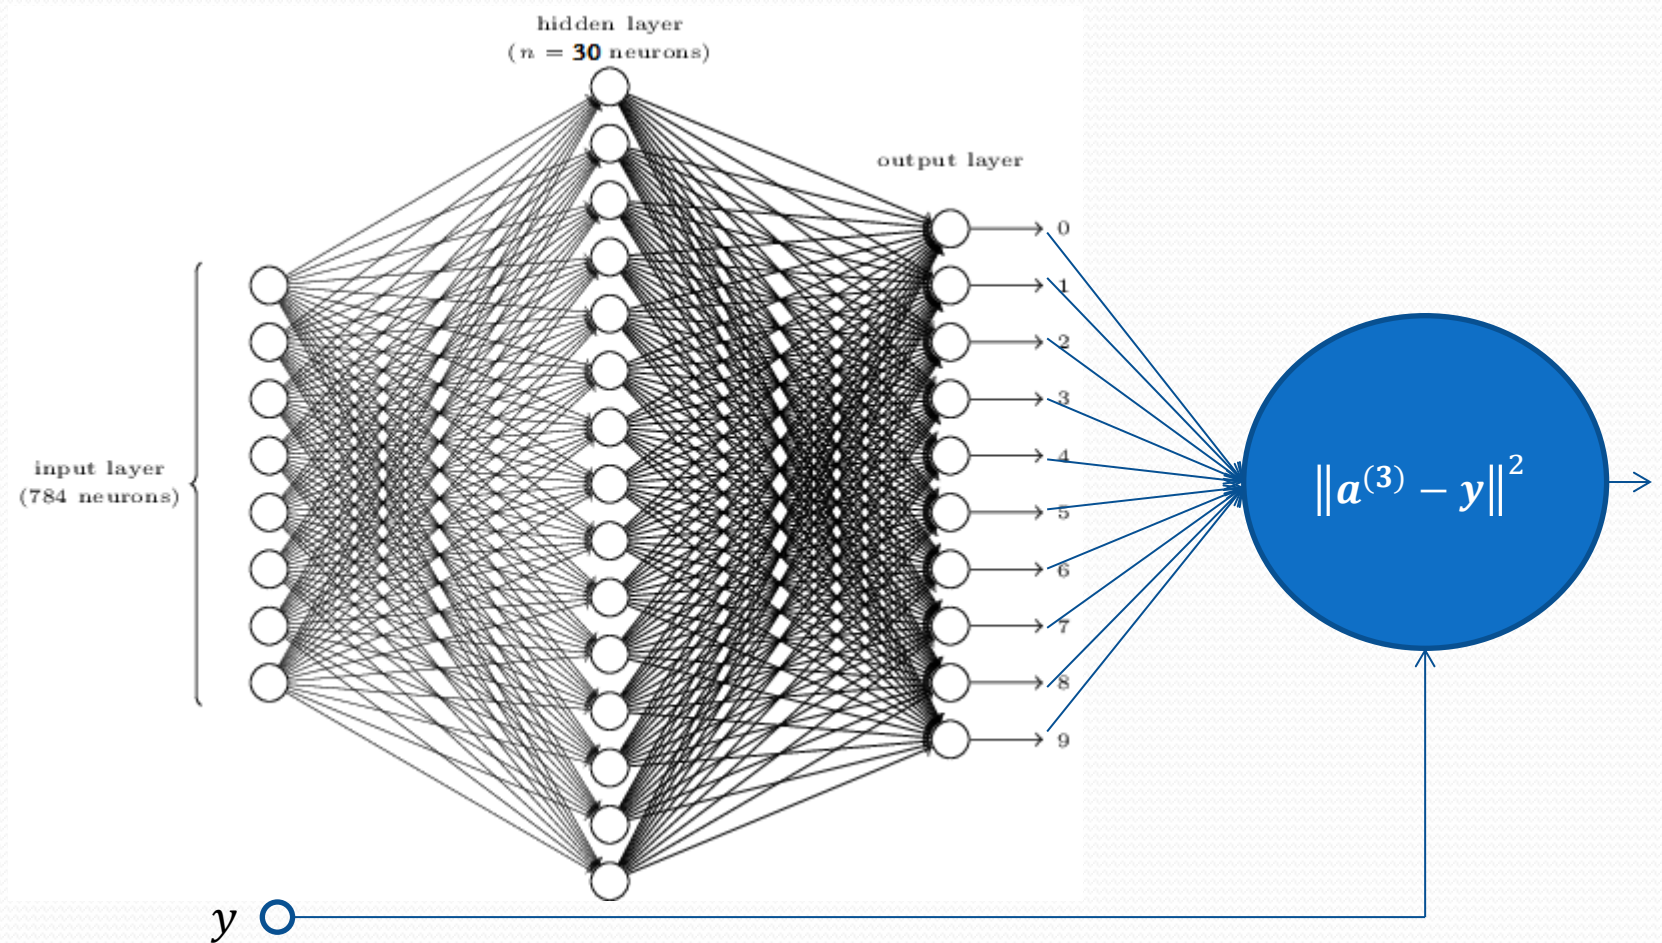 hidden layer
(n = 30 neurons)
output layer
input layer
(784 neurons)
0
1
2
3
4
5
6
7
8
9
‖a⁽³⁾ − y‖²
y